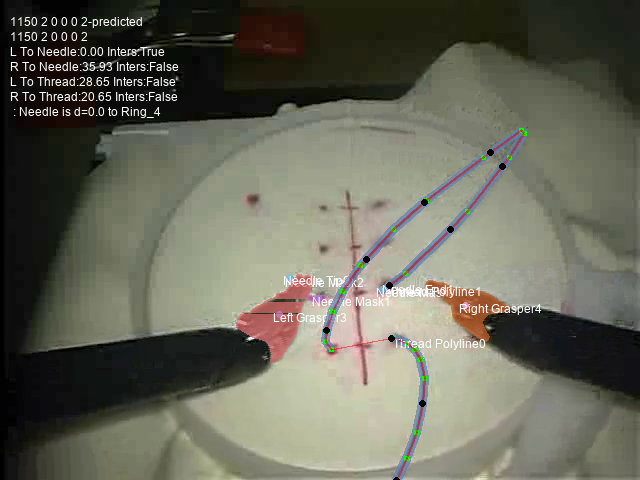 1150 2 0 0 0 2-predicted
1150 2 0 0 0 2
L To Needle:0.00 Inters:True
R To Needle:35.93 Inters:False
L To Thread:28.65 Inters:False
R To Thread:20.65 Inters:False
: Needle is d=0.0 to Ring_4
Needle
Needle Mask1
Right Grasper4
Left Grasper3
Thread Polyline0